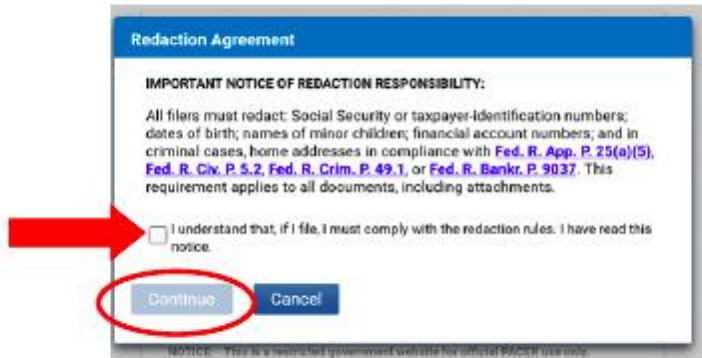 Redaction Agreement
IMPORTANT NOTICE OF REDACTION RESPONSIBILITY:
All filers must redact: Social Security or taxpayer-identification numbers;
dates of birth; names of minor children; financial account numbers; and in
criminal cases, home addresses in compliance with Fed. R. App. P. 25(a)(5),
Fed. R. Civ. P. 5.2, Fed. R. Crim. P. 49.1, or Fed. R. Bankr. P. 9037. This
requirement applies to all documents, including attachments.
I understand that, if I file, I must comply with the redaction rules. I have read this
notice.
Continue Cancel
NOTICE: This is a restricted government website for official PACER use only.